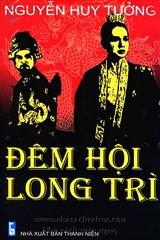 NGUYỄN HUY TƯỞNG
ĐÊM HỘI
LONG TRÌ
NHÀ XUẤT BẢN THANH NIÊN